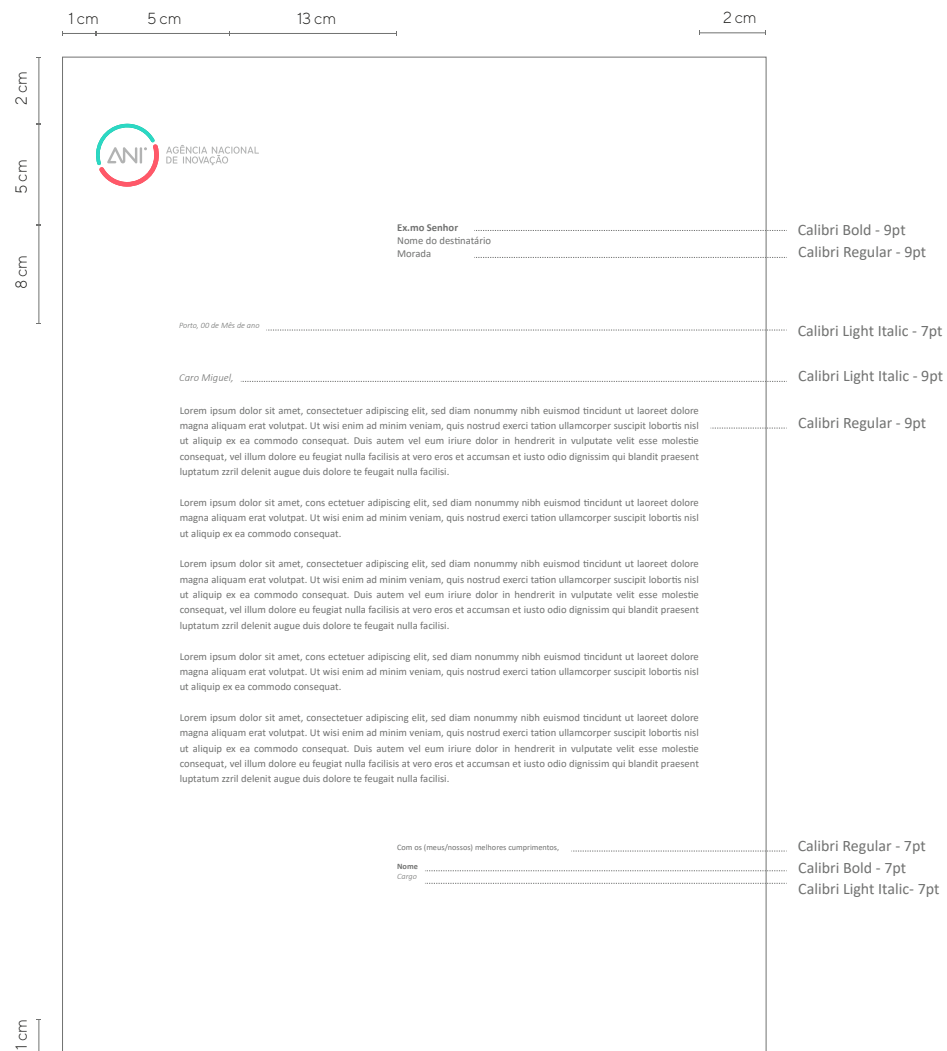 1 cm 5 cm 13 cm 2 cm
2 cm
5 cm
8 cm
ANI
AGÊNCIA NACIONAL
DE INOVAÇÃO
Ex.mo Senhor
Calibri Bold - 9pt
Nome do destinatário
Morada
Calibri Regular - 9pt
Porto, 00 de Mês de ano
Calibri Light Italic - 7pt
Caro Miguel,
Calibri Light Italic - 9pt
Lorem ipsum dolor sit amet, consectetuer adipiscing elit, sed diam nonummy nibh euismod tincidunt ut laoreet dolore
magna aliquam erat volutpat. Ut wisi enim ad minim veniam, quis nostrud exerci tation ullamcorper suscipit lobortis nisl
Calibri Regular - 9pt
ut aliquip ex ea commodo consequat. Duis autem vel eum iriure dolor in hendrerit in vulputate velit esse molestie
consequat, vel illum dolore eu feugiat nulla facilisis at vero eros et accumsan et iusto odio dignissim qui blandit praesent
luptatum zzril delenit augue duis dolore te feugait nulla facilisi.
Lorem ipsum dolor sit amet, cons ectetuer adipiscing elit, sed diam nonummy nibh euismod tincidunt ut laoreet dolore
magna aliquam erat volutpat. Ut wisi enim ad minim veniam, quis nostrud exerci tation ullamcorper suscipit lobortis nisl
ut aliquip ex ea commodo consequat.
Lorem ipsum dolor sit amet, consectetuer adipiscing elit, sed diam nonummy nibh euismod tincidunt ut laoreet dolore
magna aliquam erat volutpat. Ut wisi enim ad minim veniam, quis nostrud exerci tation ullamcorper suscipit lobortis nisl
ut aliquip ex ea commodo consequat. Duis autem vel eum iriure dolor in hendrerit in vulputate velit esse molestie
consequat, vel illum dolore eu feugiat nulla facilisis at vero eros et accumsan et iusto odio dignissim qui blandit praesent
luptatum zzril delenit augue duis dolore te feugait nulla facilisi.
Lorem ipsum dolor sit amet, cons ectetuer adipiscing elit, sed diam nonummy nibh euismod tincidunt ut laoreet dolore
magna aliquam erat volutpat. Ut wisi enim ad minim veniam, quis nostrud exerci tation ullamcorper suscipit lobortis nisl
ut aliquip ex ea commodo consequat.
Lorem ipsum dolor sit amet, consectetuer adipiscing elit, sed diam nonummy nibh euismod tincidunt ut laoreet dolore
magna aliquam erat volutpat. Ut wisi enim ad minim veniam, quis nostrud exerci tation ullamcorper suscipit lobortis nisl
ut aliquip ex ea commodo consequat. Duis autem vel eum iriure dolor in hendrerit in vulputate velit esse molestie
consequat, vel illum dolore eu feugiat nulla facilisis at vero eros et accumsan et iusto odio dignissim qui blandit praesent
luptatum zzril delenit augue duis dolore te feugait nulla facilisi.
Com os (meus/nossos) melhores cumprimentos,
Calibri Regular - 7pt
Nome
Calibri Bold - 7pt
Cargo
Calibri Light Italic- 7pt
1 cm